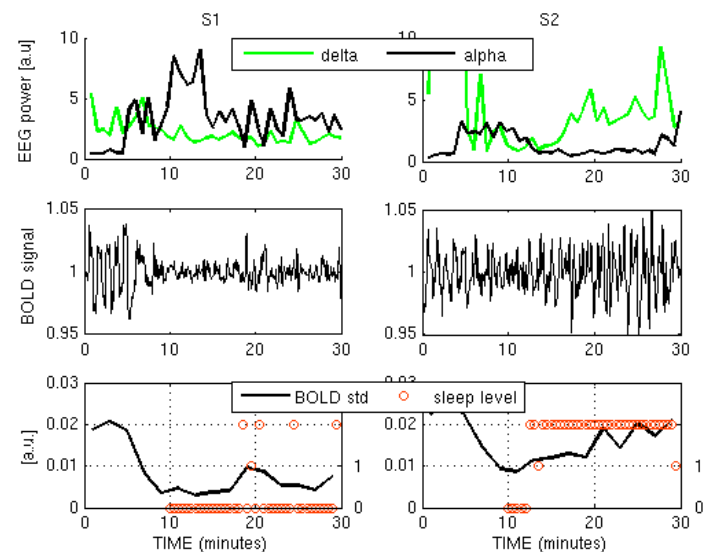 S1 S2
10 10
delta alpha
EEG power [a.u]
5 5
0 0
0 10 20 30 0 10 20 30
1.05 1.05
BOLD signal
1 1
0.95 0.95
0 10 20 30 0 10 20 30
0.03 0.03
BOLD std sleep level
0.02 0.02
[a.u.]
0.01 1 0.01 1
0 0 0 0
0 10 20 30 0 10 20 30
TIME (minutes) TIME (minutes)